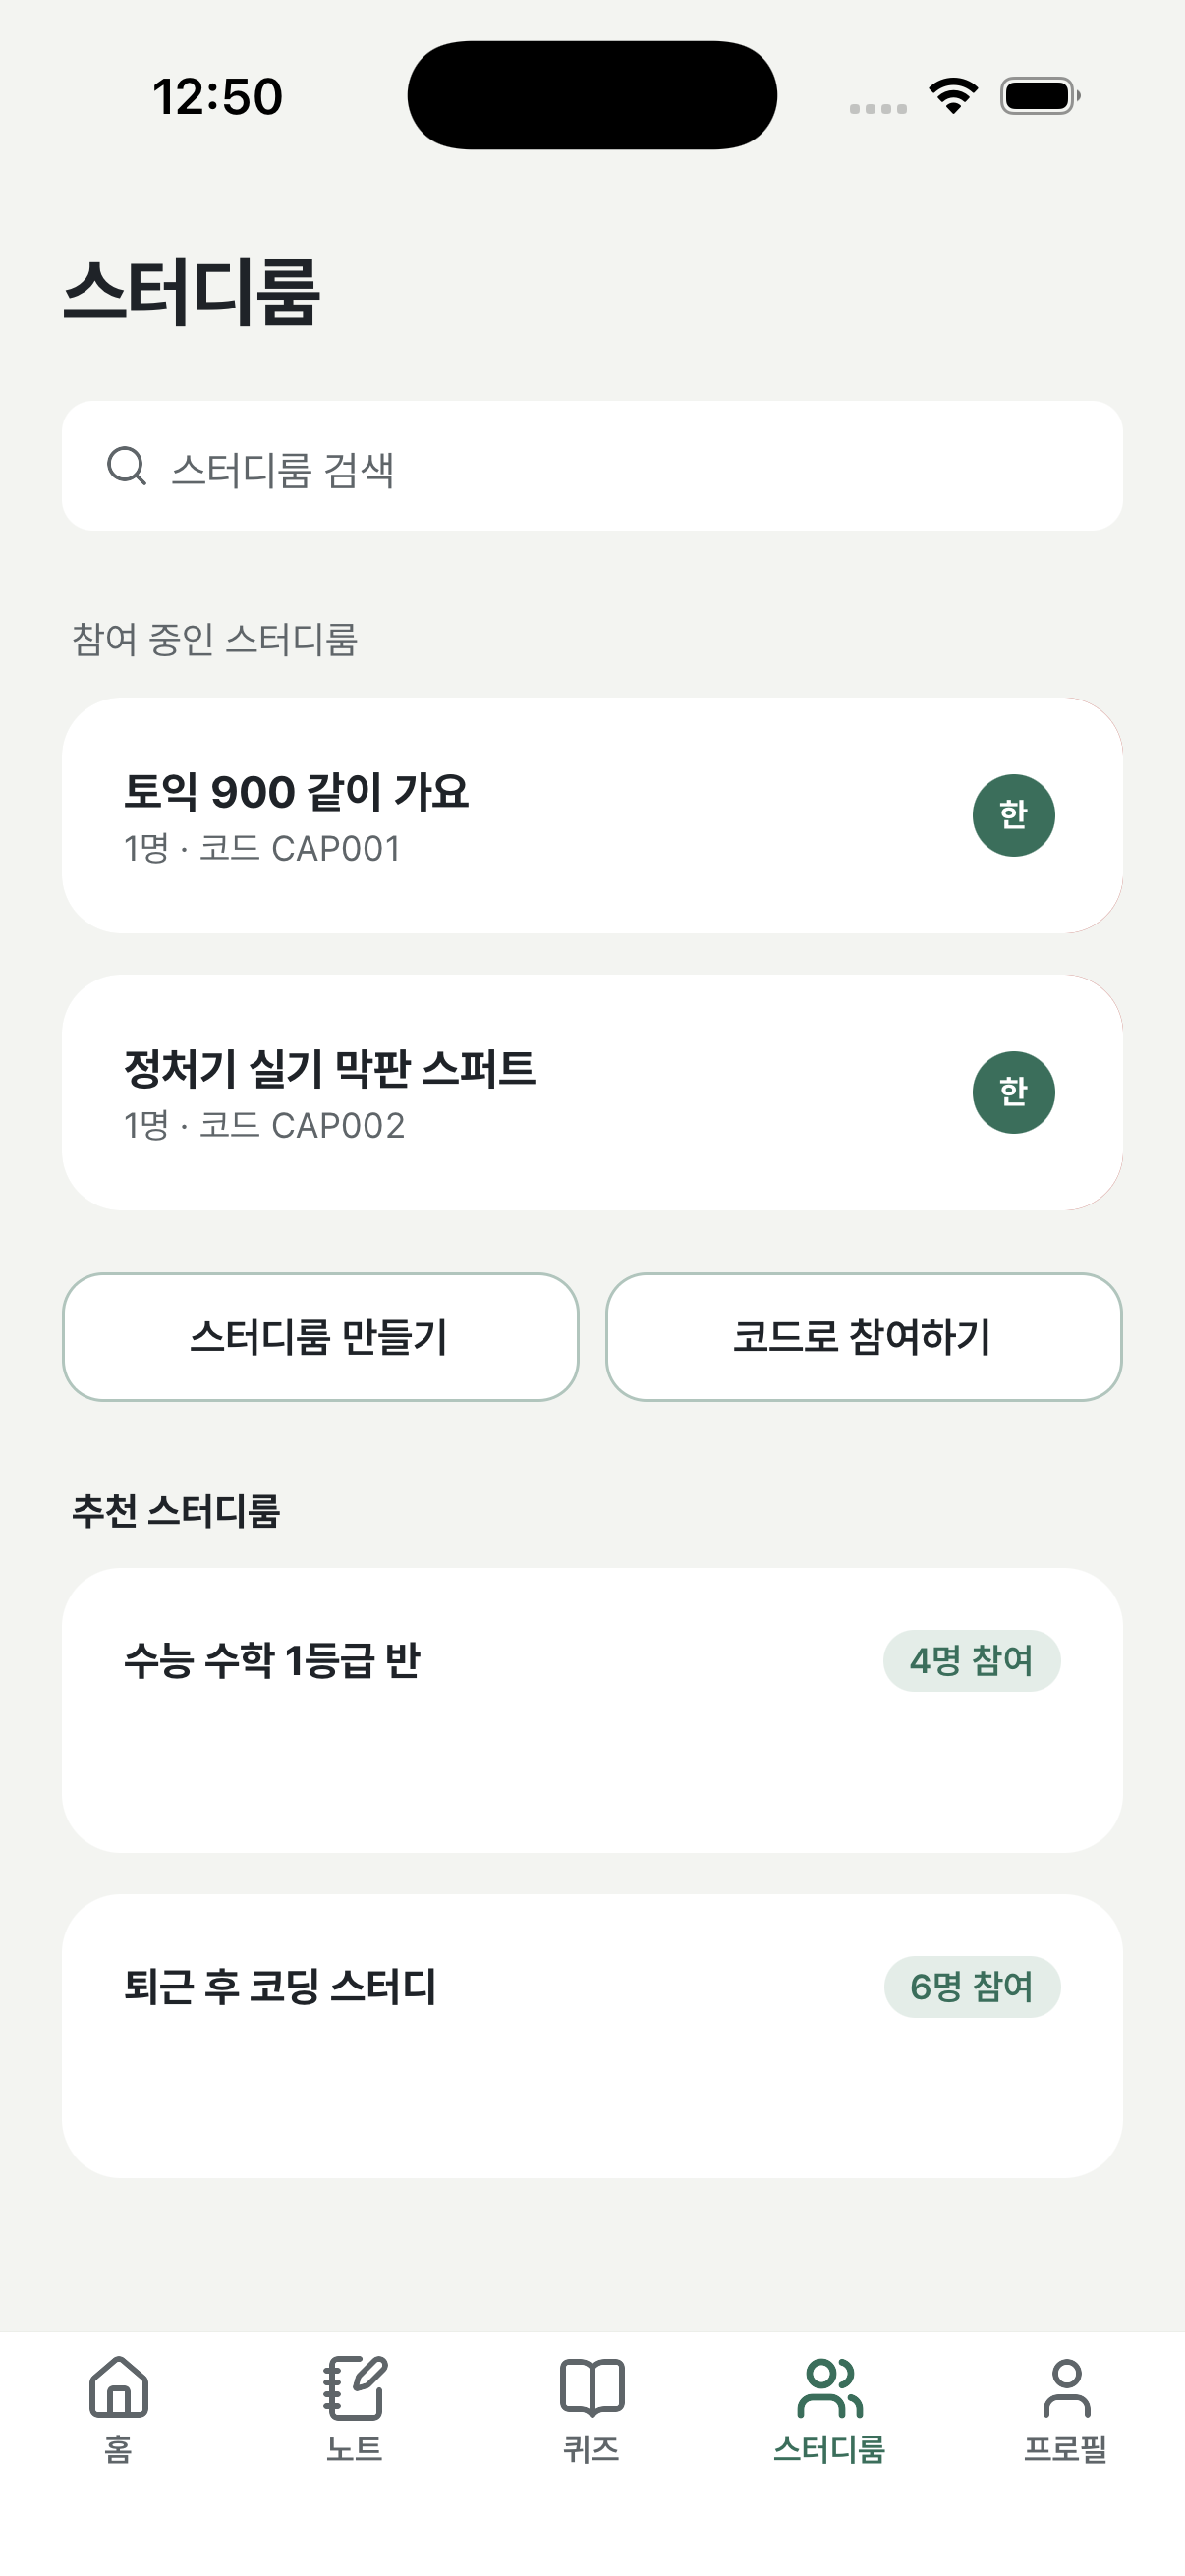 12:50
스터디룸
스터디룸 검색
참여 중인 스터디룸
토익 900 같이 가요
1명 · 코드 CAP001
한
정처기 실기 막판 스퍼트
1명 · 코드 CAP002
한
스터디룸 만들기
코드로 참여하기
추천 스터디룸
수능 수학 1등급 반
4명 참여
퇴근 후 코딩 스터디
6명 참여
홈
노트
퀴즈
스터디룸
프로필